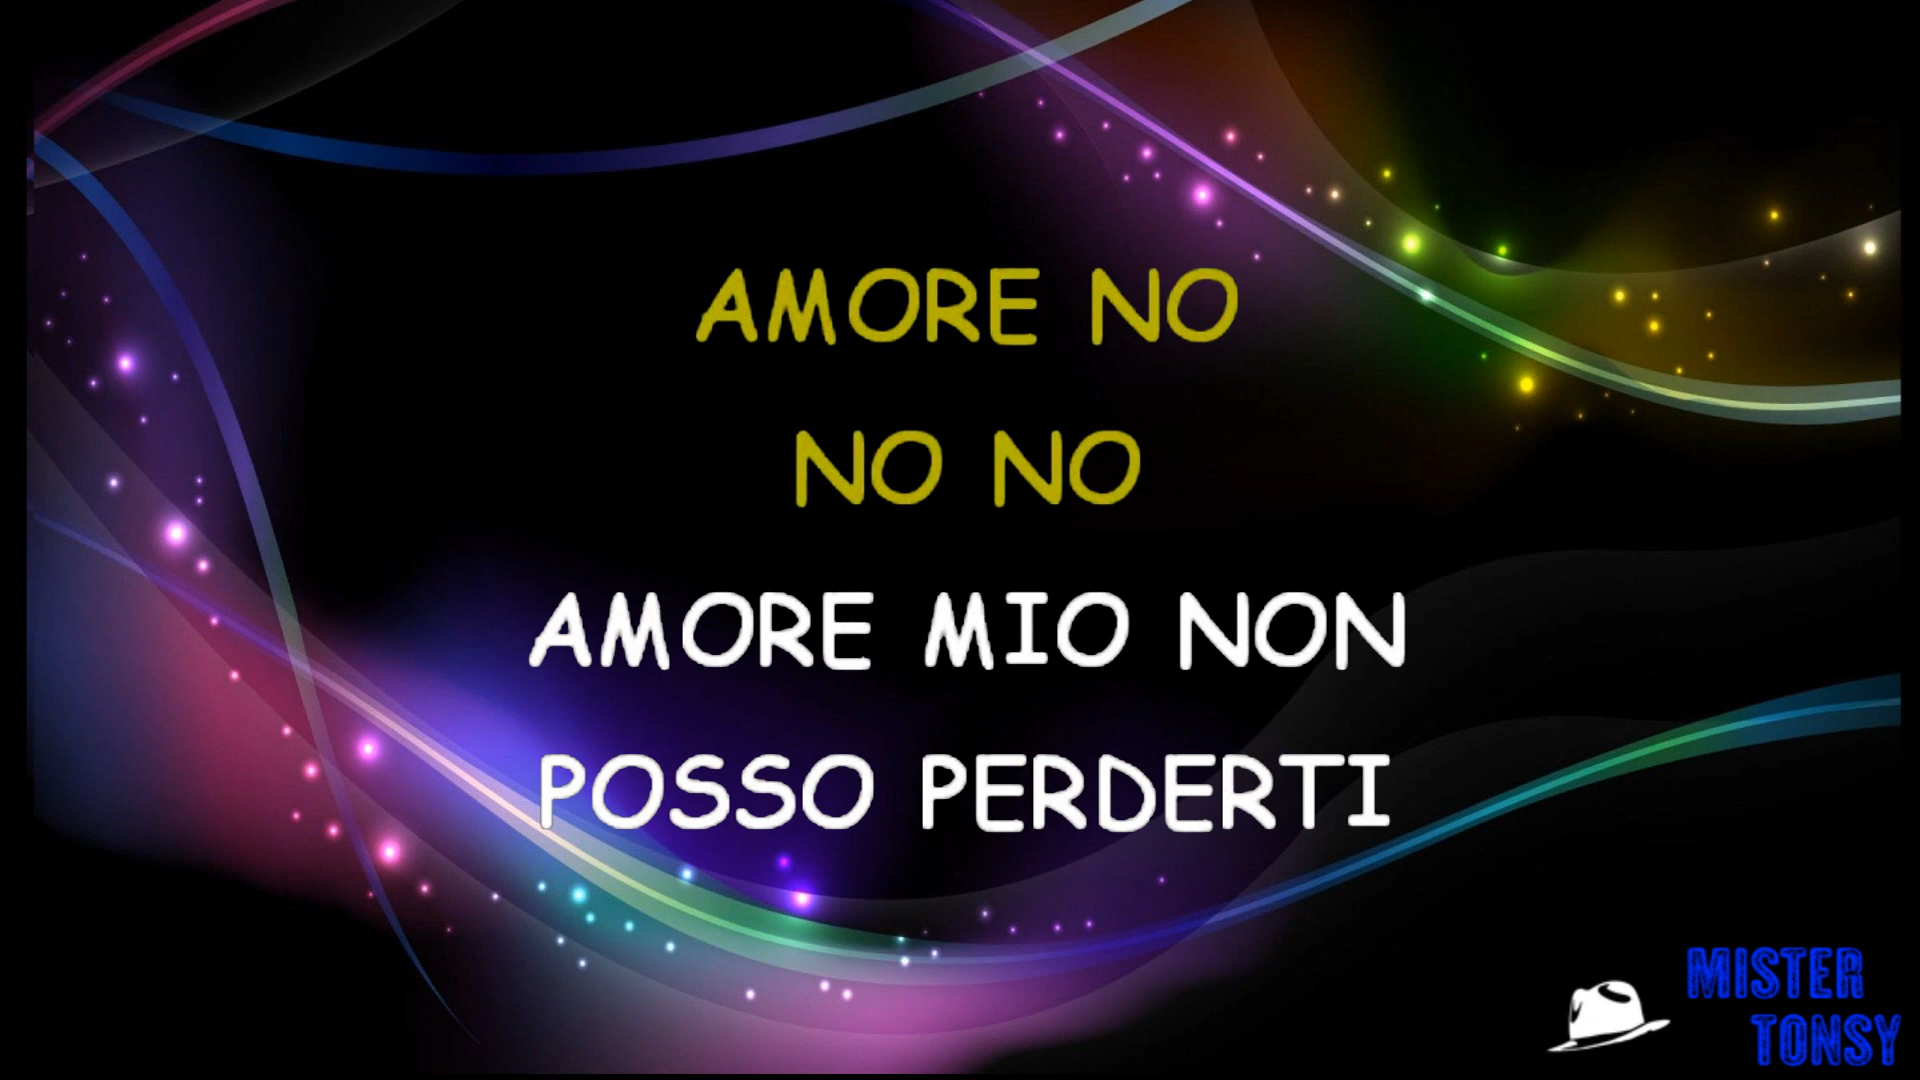 AMORE NO
NO NO
AMORE MIO NON
POSSO PERDERTI
MISTER
TONSY